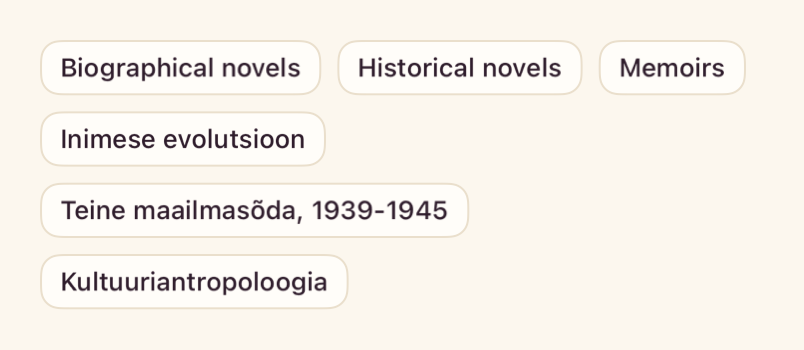 Biographical novels Historical novels Memoirs
Inimese evolutsioon
Teine maailmasõda, 1939-1945
Kultuuriantropoloogia